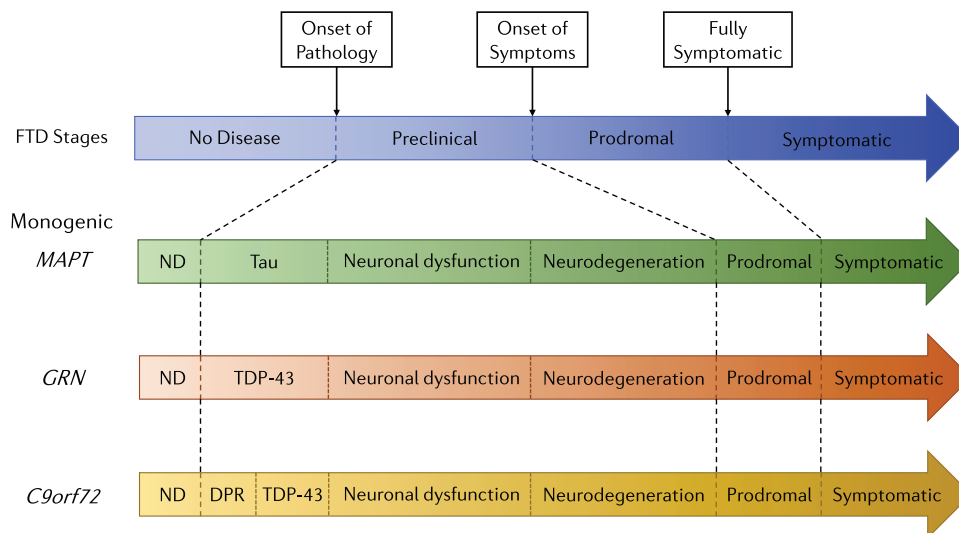 Onset of
Pathology
Onset of
Symptoms
Fully
Symptomatic
FTD Stages
No Disease
Preclinical
Prodromal
Symptomatic
Monogenic
MAPT
ND
Tau
Neuronal dysfunction
Neurodegeneration
Prodromal
Symptomatic
GRN
ND
TDP-43
Neuronal dysfunction
Neurodegeneration
Prodromal
Symptomatic
C9orf72
ND
DPR
TDP-43
Neuronal dysfunction
Neurodegeneration
Prodromal
Symptomatic